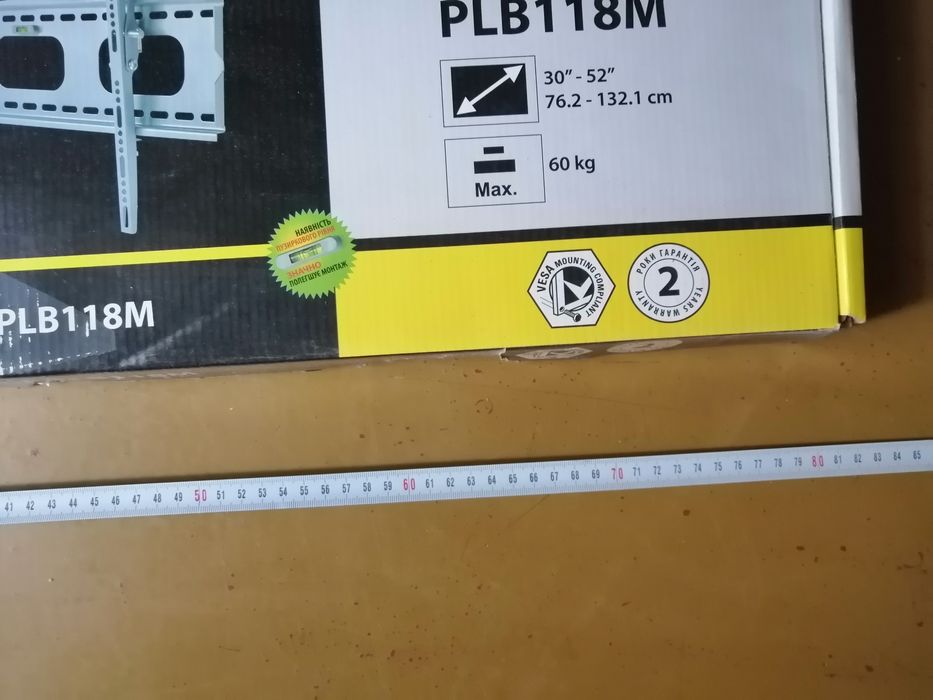 PLB118M
30” - 52”
76.2 - 132.1 cm
Max.
60 kg
НАЯВНІСТЬ
ПУЗИРКОВОГО РІВНЯ
ЗНАЧНО
ПОЛЕГШУЄ МОНТАЖ
VESA MOUNTING COMPLIANT
РОКИ ГАРАНТІЯ
2
YEARS WARRANTY
PLB118M
41 42 43 44 45 46 47 48 49 50 51 52 53 54 55 56 57 58 59 60 61 62 63 64 65 66 67 68 69 70 71 72 73 74 75 76 77 78 79 80 81 82 83 84 85